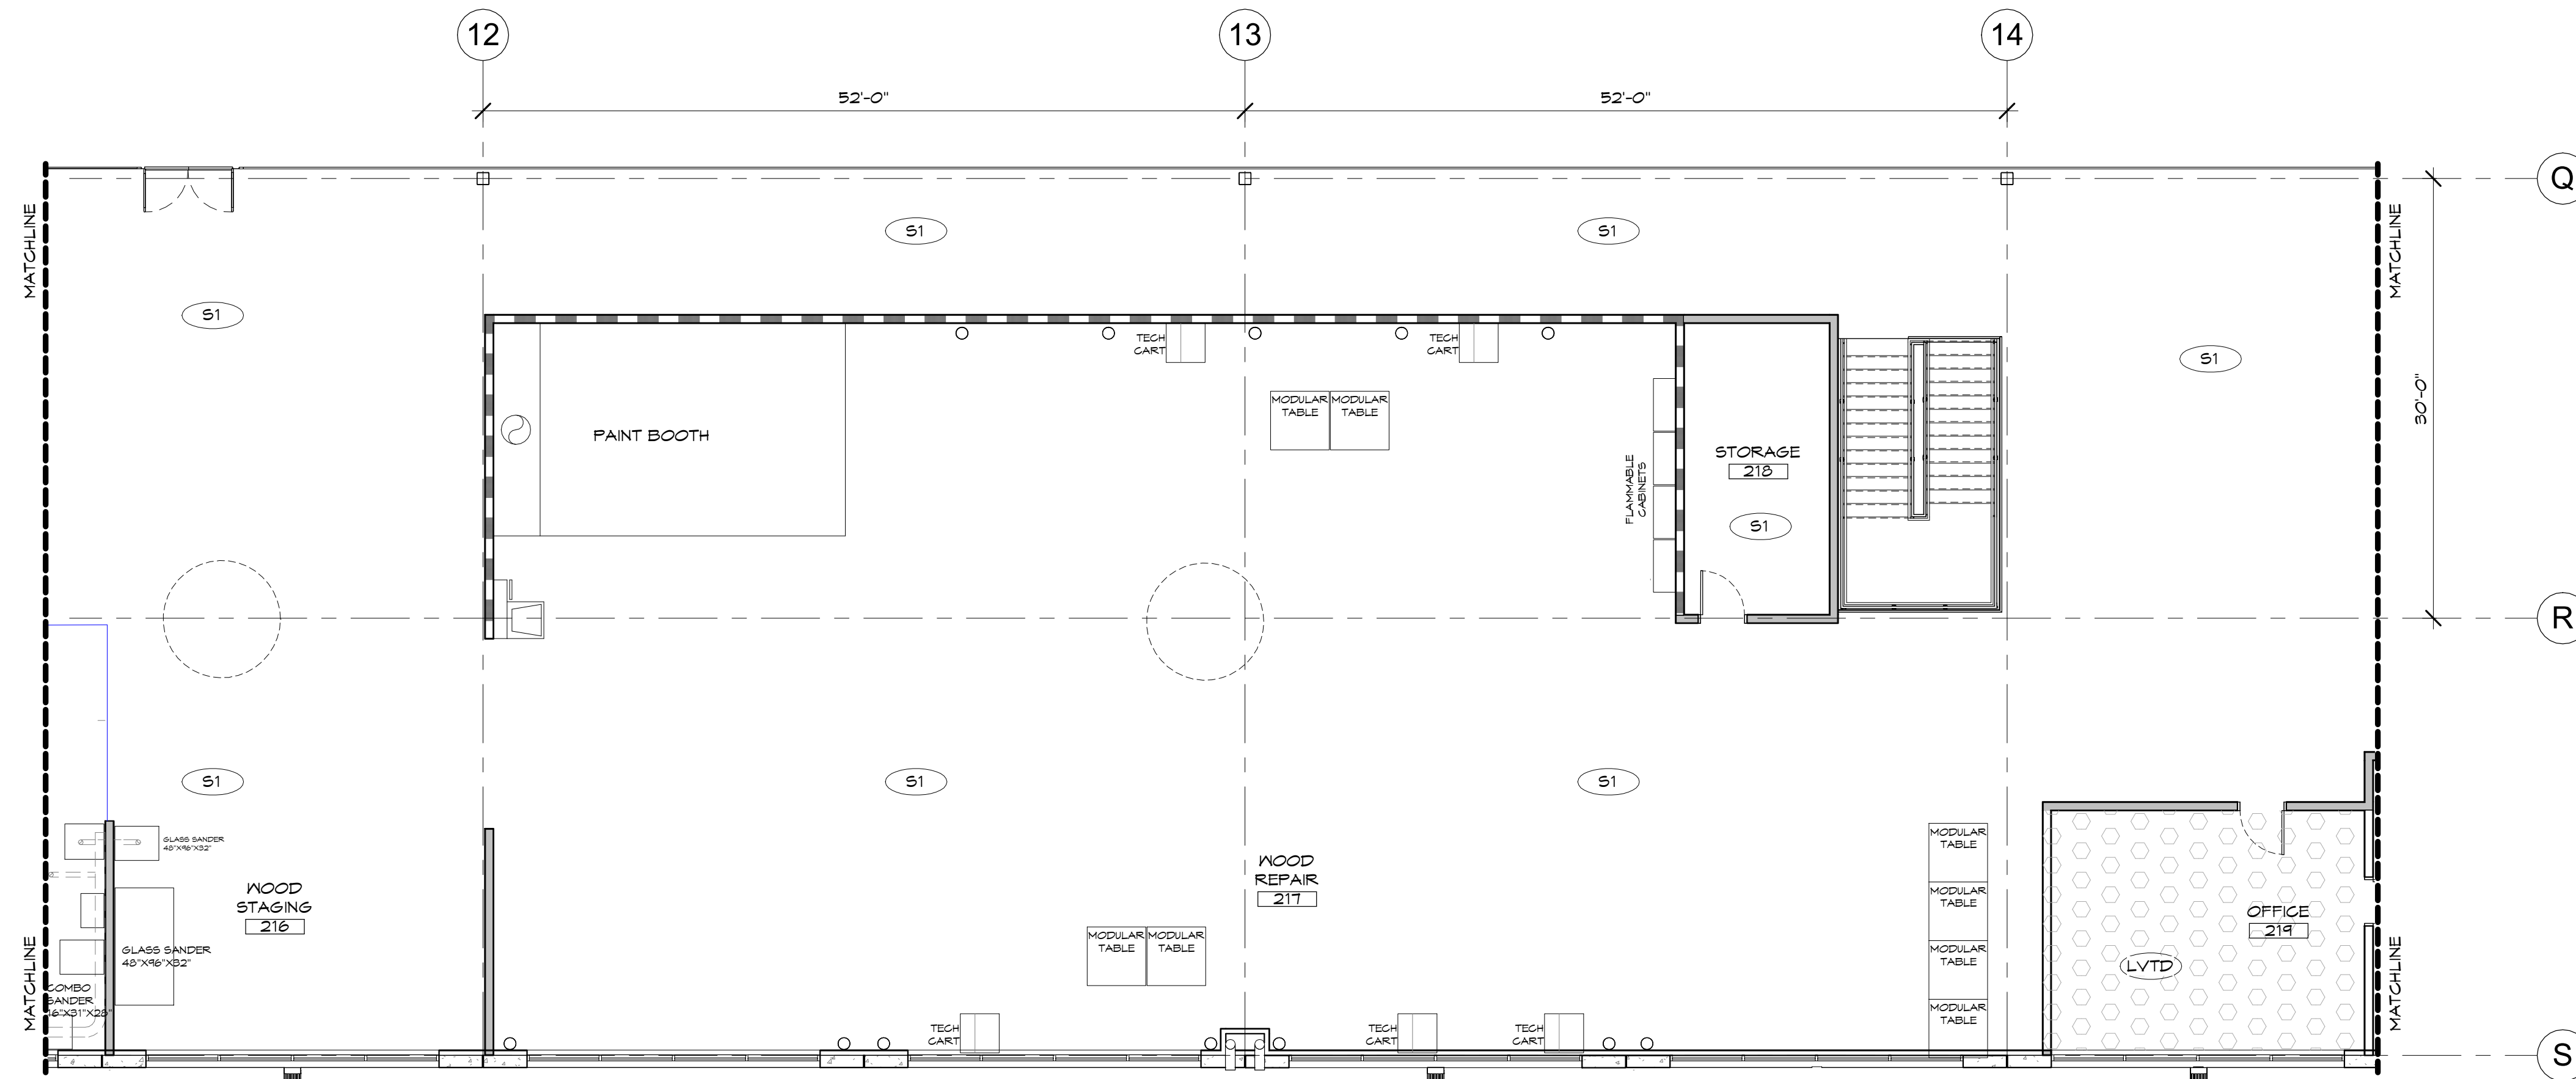 12
13
14
52'-0"
52'-0"
Q
MATCHLINE
MATCHLINE
S1
S1
S1
S1
TECH
CART
TECH
CART
30'-0"
MODULAR
TABLE
MODULAR
TABLE
PAINT BOOTH
STORAGE
218
FLAMMABLE
CABINETS
S1
R
S1
S1
S1
GLASS SANDER
48"X96"X32"
MODULAR
TABLE
WOOD
REPAIR
217
WOOD
STAGING
216
MODULAR
TABLE
OFFICE
219
GLASS SANDER
48"X96"X32"
MODULAR
TABLE
MODULAR
TABLE
MODULAR
TABLE
LVTD
MATCHLINE
MATCHLINE
COMBO
SANDER
16"X31"X28"
MODULAR
TABLE
TECH
CART
TECH
CART
TECH
CART
S